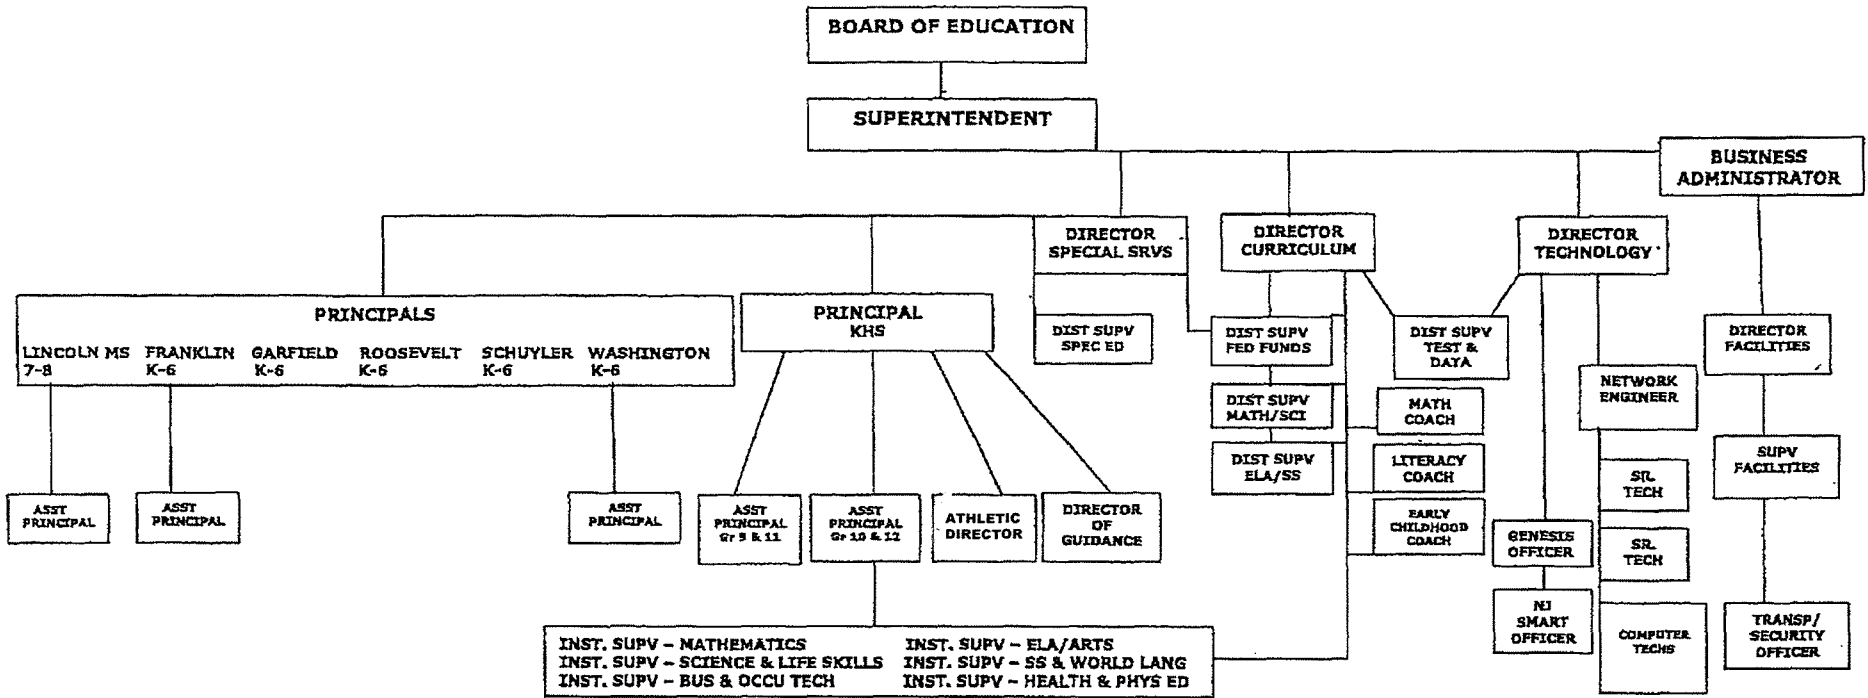 BOARD OF EDUCATION
SUPERINTENDENT
BUSINESS
ADMINISTRATOR
DIRECTOR
SPECIAL SRVS
DIRECTOR
CURRICULUM
DIRECTOR
TECHNOLOGY
PRINCIPALS
LINCOLN MS FRANKLIN GARFIELD ROOSEVELT SCHUYLER WASHINGTON
7-8 K-6 K-6 K-6 K-6 K-6
PRINCIPAL
KHS
DIST SUPV
SPEC ED
DIST SUPV
FED FUNDS
DIST SUPV
TEST &
DATA
DIRECTOR
FACILITIES
DIST SUPV
MATH/SCI
MATH
COACH
NETWORK
ENGINEER
DIST SUPV
ELA/SS
LITERACY
COACH
SUPV
FACILITIES
SR.
TECH
ASST
PRINCIPAL
ASST
PRINCIPAL
ASST
PRINCIPAL
ASST
PRINCIPAL
Gr 9 & 11
ASST
PRINCIPAL
Gr 10 & 12
ATHLETIC
DIRECTOR
DIRECTOR
OF
GUIDANCE
EARLY
CHILDHOOD
COACH
GENESIS
OFFICER
SR.
TECH
NJ
SMART
OFFICER
COMPUTER
TECHS
TRANSP/
SECURITY
OFFICER
INST. SUPV – MATHEMATICS INST. SUPV – ELA/ARTS
INST. SUPV – SCIENCE & LIFE SKILLS INST. SUPV – SS & WORLD LANG
INST. SUPV – BUS & OCCU TECH INST. SUPV – HEALTH & PHYS ED